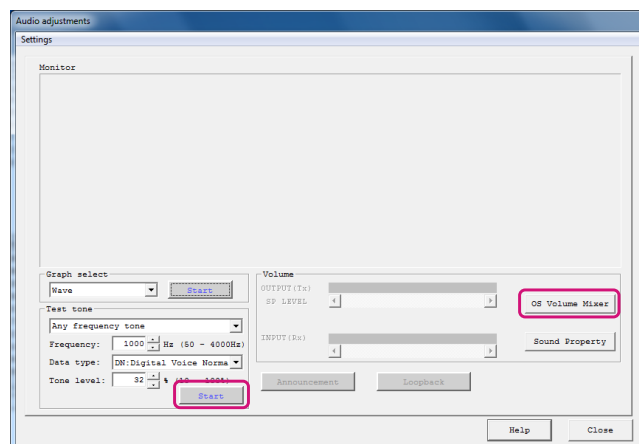 Audio adjustments
Settings
Monitor
Graph select
Wave
Start
Test tone
Any frequency tone
Frequency: 1000 Hz (50 - 4000Hz)
Data type: DN:Digital Voice Norma
Tone level: 32 % (10 - 100%)
Start
Volume
OUTPUT(Tx)
SP LEVEL
INPUT(Rx)
OS Volume Mixer
Sound Property
Announcement
Loopback
Help
Close